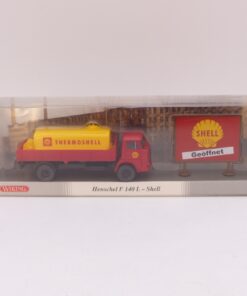 THERMOSHELL
SHELL
Geöffnet
WIKING
Henschel F 140 L – Shell